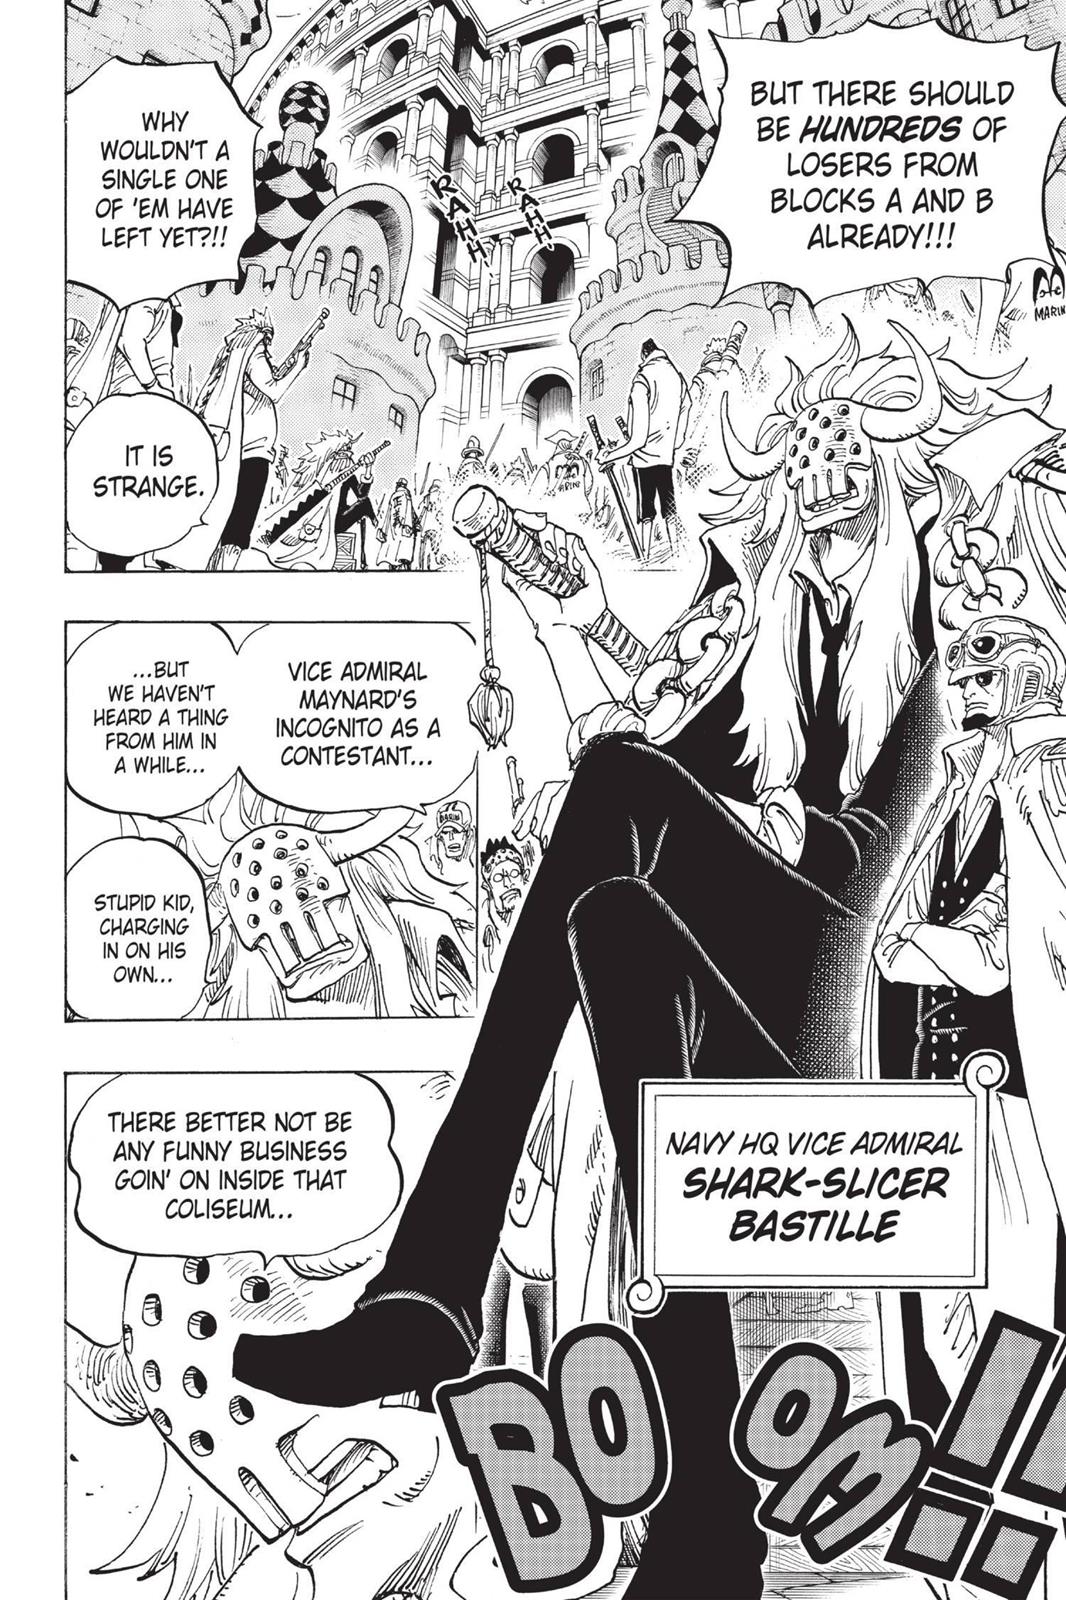 BUT THERE SHOULD
BE HUNDREDS OF
LOSERS FROM
BLOCKS A AND B
ALREADY!!!
WHY
WOULDN'T A
SINGLE ONE
OF 'EM HAVE
LEFT YET?!!
RAHH!
RAHH!
MARIN
MARINE
IT IS
STRANGE.
VICE ADMIRAL
MAYNARD'S
INCOGNITO AS A
CONTESTANT...
...BUT
WE HAVEN'T
HEARD A THING
FROM HIM IN
A WHILE...
MARINE
STUPID KID,
CHARGING
IN ON HIS
OWN...
NAVY HQ VICE ADMIRAL
SHARK-SLICER
BASTILLE
THERE BETTER NOT BE
ANY FUNNY BUSINESS
GOIN' ON INSIDE THAT
COLISEUM...
BOOM!!